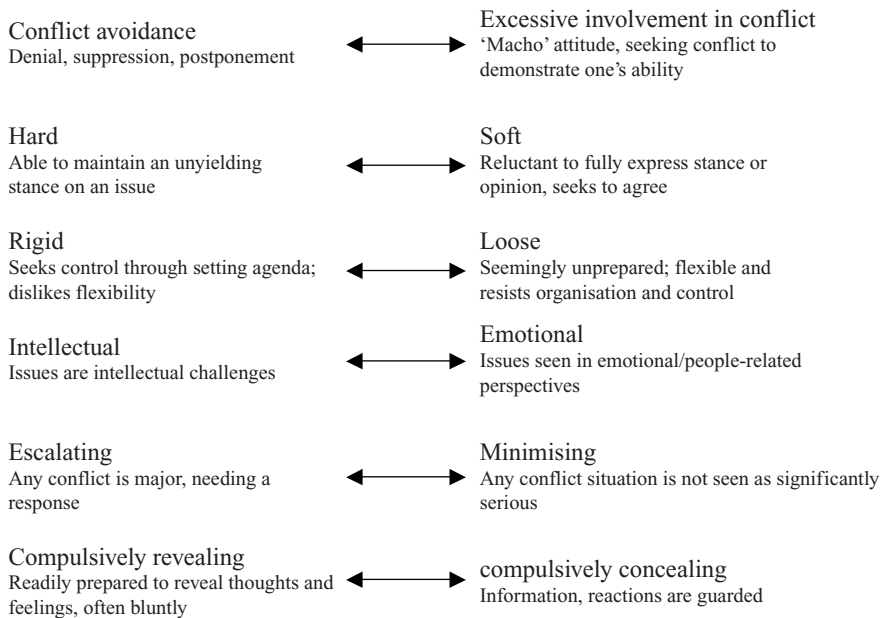 Conflict avoidance
Denial, suppression, postponement
Excessive involvement in conflict
‘Macho’ attitude, seeking conflict to
demonstrate one’s ability
Hard
Able to maintain an unyielding
stance on an issue
Soft
Reluctant to fully express stance or
opinion, seeks to agree
Rigid
Seeks control through setting agenda;
dislikes flexibility
Loose
Seemingly unprepared; flexible and
resists organisation and control
Intellectual
Issues are intellectual challenges
Emotional
Issues seen in emotional/people-related
perspectives
Escalating
Any conflict is major, needing a
response
Minimising
Any conflict situation is not seen as significantly
serious
Compulsively revealing
Readily prepared to reveal thoughts and
feelings, often bluntly
compulsively concealing
Information, reactions are guarded